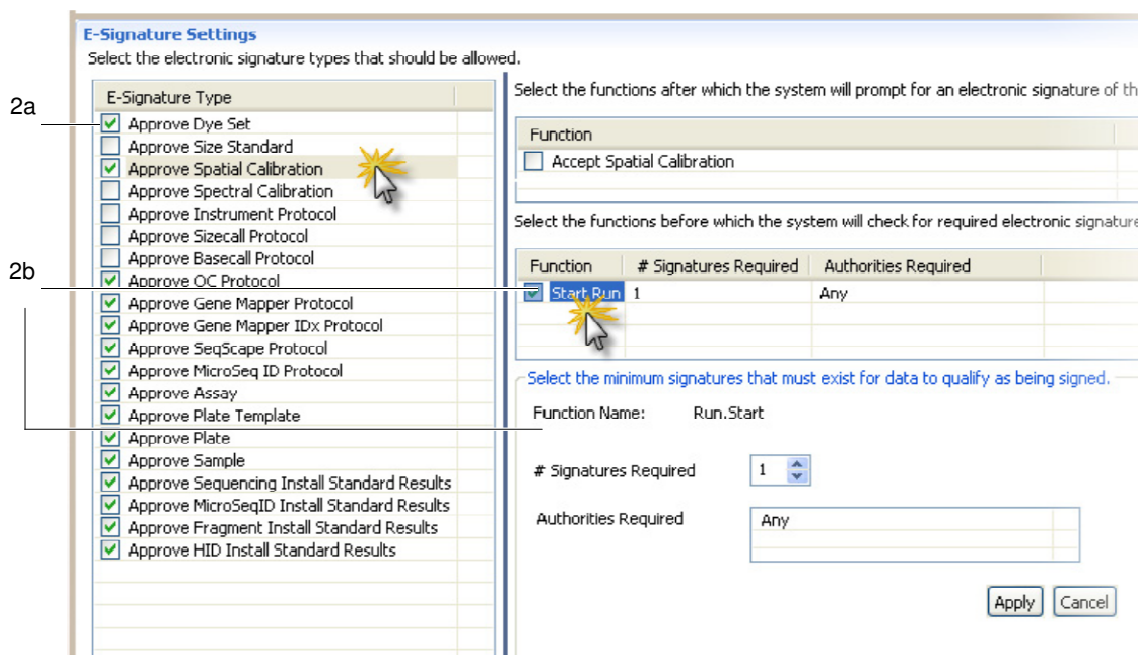 E-Signature Settings
Select the electronic signature types that should be allowed.
2a
E-Signature Type
Approve Dye Set
Approve Size Standard
Approve Spatial Calibration
Approve Spectral Calibration
Approve Instrument Protocol
Approve Sizecall Protocol
Approve Basecall Protocol
2b
Approve QC Protocol
Approve Gene Mapper Protocol
Approve Gene Mapper IDx Protocol
Approve SeqScape Protocol
Approve MicroSeq ID Protocol
Approve Assay
Approve Plate Template
Approve Plate
Approve Sample
Approve Sequencing Install Standard Results
Approve MicroSeqID Install Standard Results
Approve Fragment Install Standard Results
Approve HID Install Standard Results
Select the functions after which the system will prompt for an electronic signature of th
Function
Accept Spatial Calibration
Select the functions before which the system will check for required electronic signature
Function # Signatures Required Authorities Required
Start Run 1 Any
Select the minimum signatures that must exist for data to qualify as being signed.
Function Name: Run.Start
# Signatures Required 1
Authorities Required Any
Apply Cancel